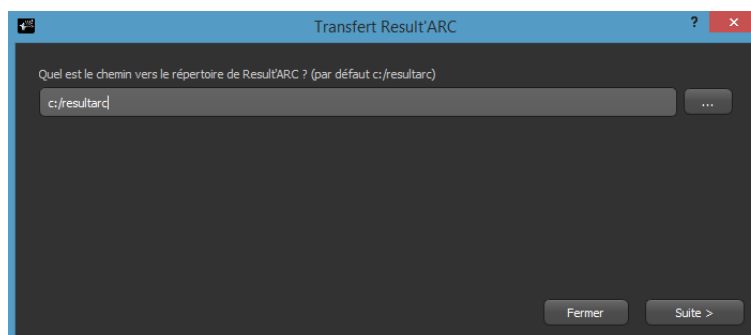 Transfert Result'ARC
?
Quel est le chemin vers le répertoire de Result'ARC ? (par défaut c:/resultarc)
c:/resultarc
...
Fermer
Suite >